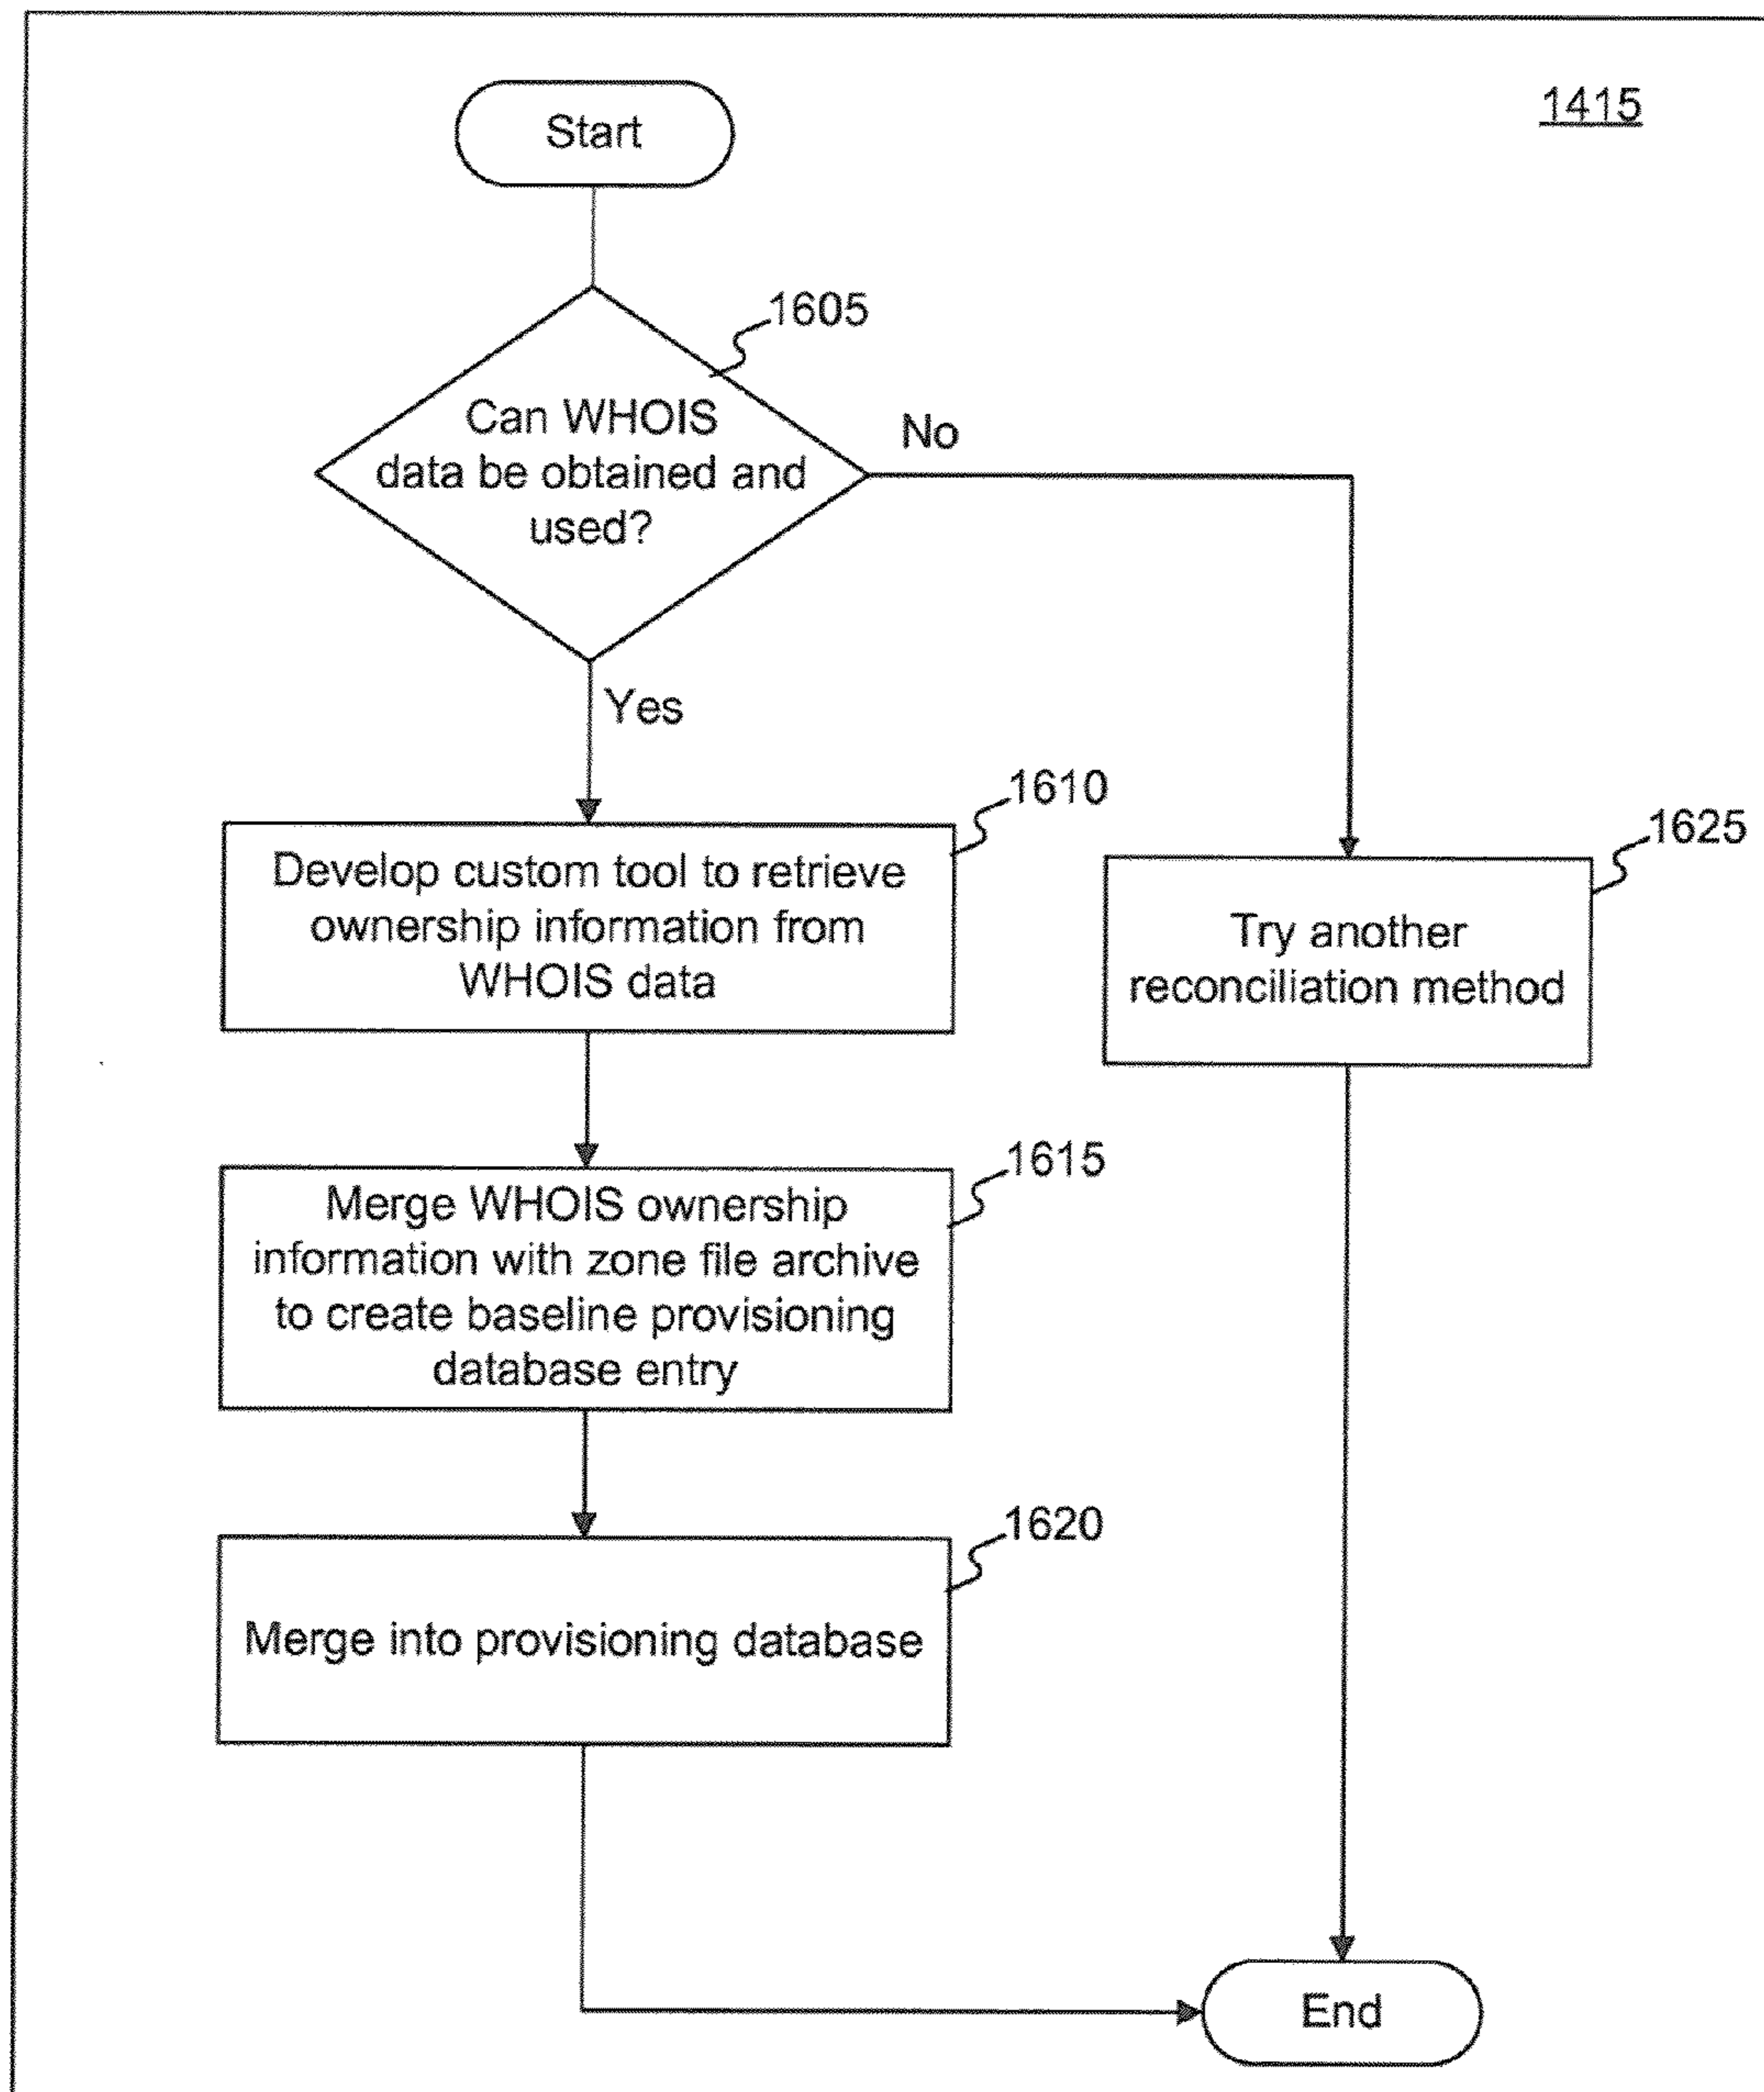 1415
Start
1605
Can WHOIS
data be obtained and
used?
No
Yes
1610
Develop custom tool to retrieve
ownership information from
WHOIS data
1625
Try another
reconciliation method
1615
Merge WHOIS ownership
information with zone file archive
to create baseline provisioning
database entry
1620
Merge into provisioning database
End